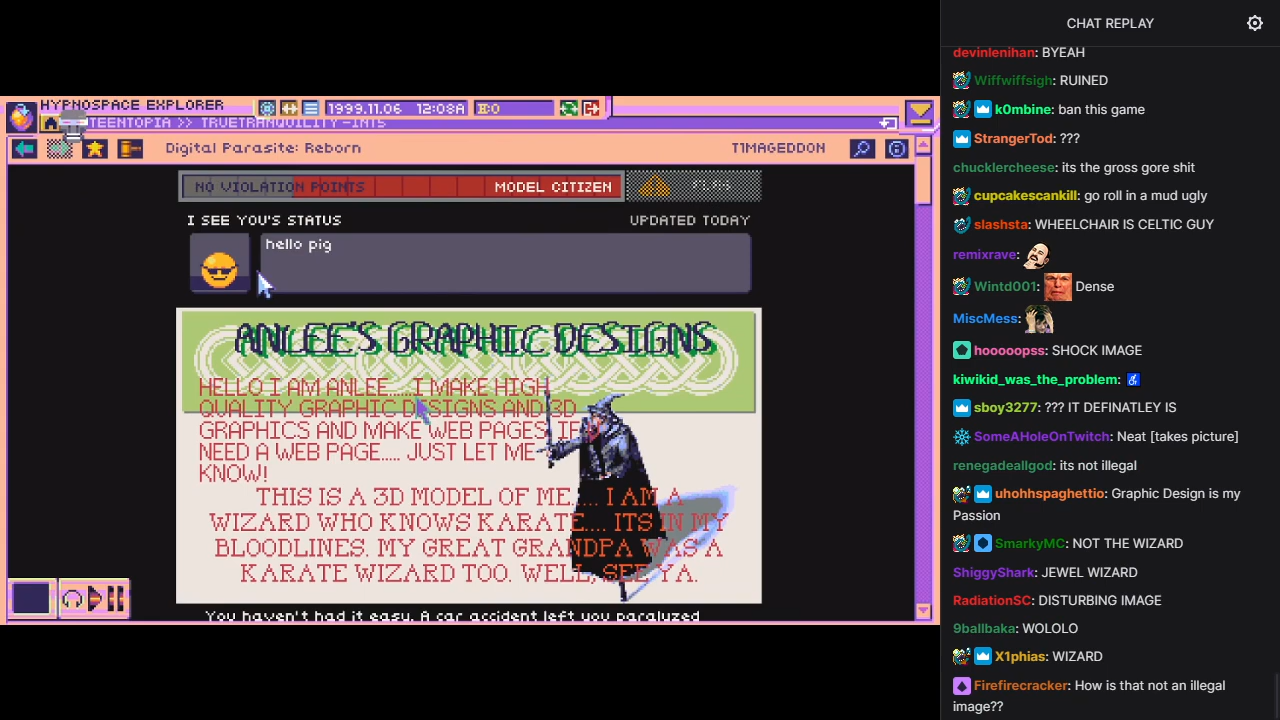 HYPNOSPACE EXPLORER
1999.11.06 12:08A
:0
TEENTOPIA >> TRUETRANQUILITY-INTS
Digital Parasite: Reborn
T1MAGEDDON
NO VIOLATION POINTS
MODEL CITIZEN
FLAG
I SEE YOU'S STATUS
UPDATED TODAY
hello pig
ANLEE'S GRAPHIC DESIGNS
HELLO I AM ANLEE.....I MAKE HIGH
QUALITY GRAPHIC DESIGNS AND 3D
GRAPHICS AND MAKE WEB PAGES IF
NEED A WEB PAGE..... JUST LET ME
KNOW!
THIS IS A 3D MODEL OF ME..... I AM A
WIZARD WHO KNOWS KARATE.... ITS IN MY
BLOODLINES. MY GREAT GRANDPA WAS A
KARATE WIZARD TOO. WELL, SEE YA.
You haven't had it easy. A car accident left you paralyzed
CHAT REPLAY
devinlenihan: BYEAH
Wiffwiffsigh: RUINED
k0mbine: ban this game
StrangerTod: ???
chucklercheese: its the gross gore shit
cupcakescankill: go roll in a mud ugly
slashsta: WHEELCHAIR IS CELTIC GUY
remixrave:
Wintd001: Dense
MiscMess:
hooooopss: SHOCK IMAGE
kiwikid_was_the_problem:
sboy3277: ??? IT DEFINATLEY IS
SomeAHoleOnTwitch: Neat [takes picture]
renegadeallgod: its not illegal
uhohhspaghettio: Graphic Design is my
Passion
SmarkyMC: NOT THE WIZARD
ShiggyShark: JEWEL WIZARD
RadiationSC: DISTURBING IMAGE
9ballbaka: WOLOLO
X1phias: WIZARD
Firefirecracker: How is that not an illegal
image??